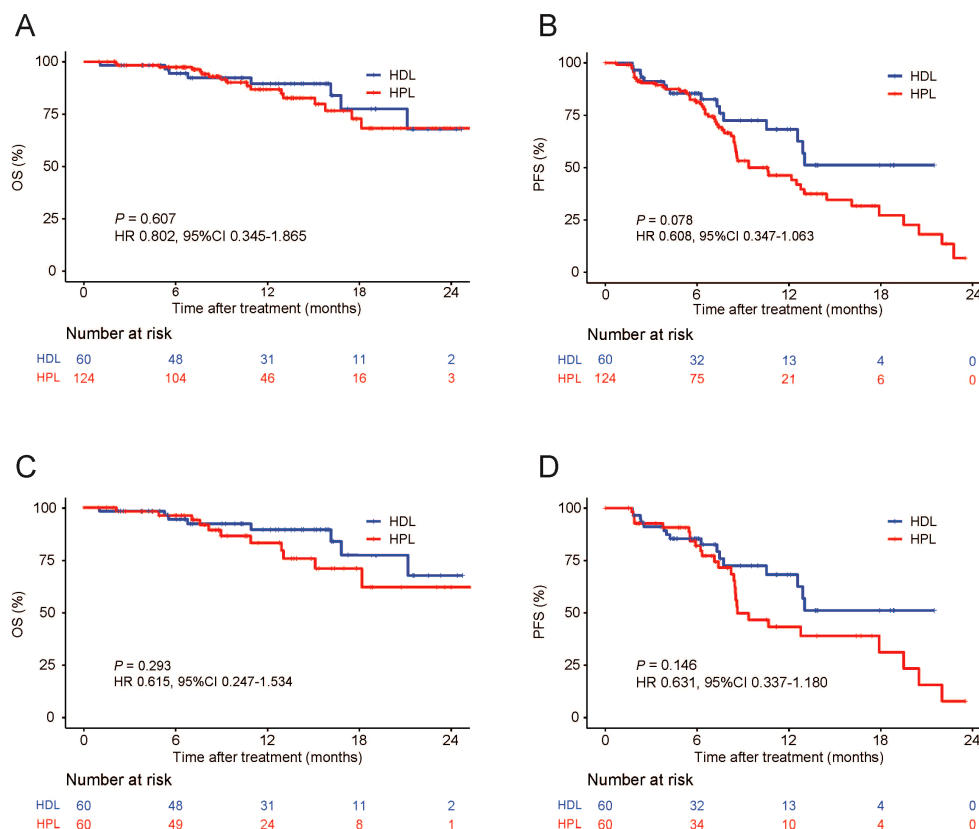 A
OS (%)
100
75
50
25
0
HDL
HPL
P = 0.607
HR 0.802, 95%CI 0.345-1.865
0 6 12 18 24
Time after treatment (months)
Number at risk
HDL 60 48 31 11 2
HPL 124 104 46 16 3
B
PFS (%)
100
75
50
25
0
HDL
HPL
P = 0.078
HR 0.608, 95%CI 0.347-1.063
0 6 12 18 24
Time after treatment (months)
Number at risk
HDL 60 32 13 4 0
HPL 124 75 21 6 0
C
OS (%)
100
75
50
25
0
HDL
HPL
P = 0.293
HR 0.615, 95%CI 0.247-1.534
0 6 12 18 24
Time after treatment (months)
Number at risk
HDL 60 48 31 11 2
HPL 60 49 24 8 1
D
PFS (%)
100
75
50
25
0
HDL
HPL
P = 0.146
HR 0.631, 95%CI 0.337-1.180
0 6 12 18 24
Time after treatment (months)
Number at risk
HDL 60 32 13 4 0
HPL 60 34 10 4 0